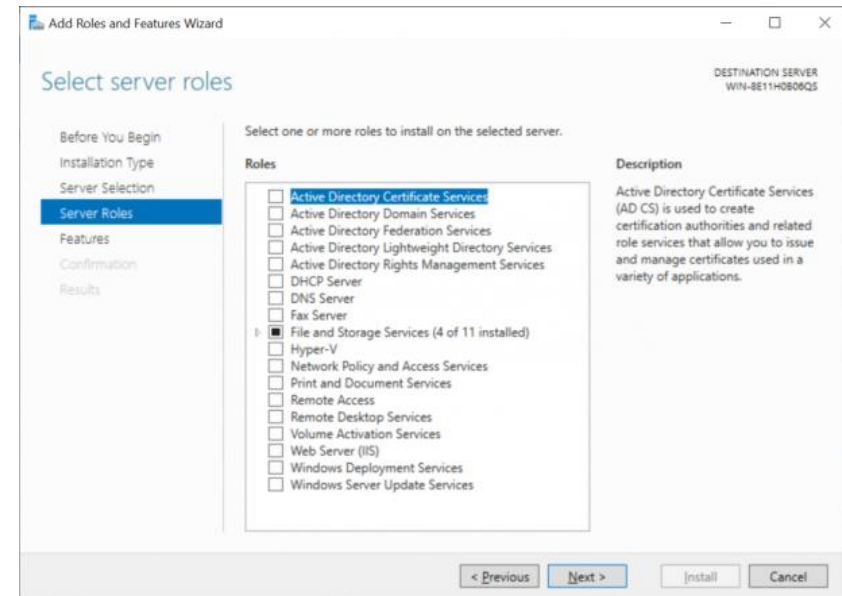 Add Roles and Features Wizard
Select server roles
DESTINATION SERVER
WIN-8E11H0B06QS
Before You Begin
Installation Type
Server Selection
Server Roles
Features
Confirmation
Results
Select one or more roles to install on the selected server.
Roles
Active Directory Certificate Services
Active Directory Domain Services
Active Directory Federation Services
Active Directory Lightweight Directory Services
Active Directory Rights Management Services
DHCP Server
DNS Server
Fax Server
File and Storage Services (4 of 11 installed)
Hyper-V
Network Policy and Access Services
Print and Document Services
Remote Access
Remote Desktop Services
Volume Activation Services
Web Server (IIS)
Windows Deployment Services
Windows Server Update Services
Description
Active Directory Certificate Services
(AD CS) is used to create
certification authorities and related
role services that allow you to issue
and manage certificates used in a
variety of applications.
< Previous
Next >
Install
Cancel